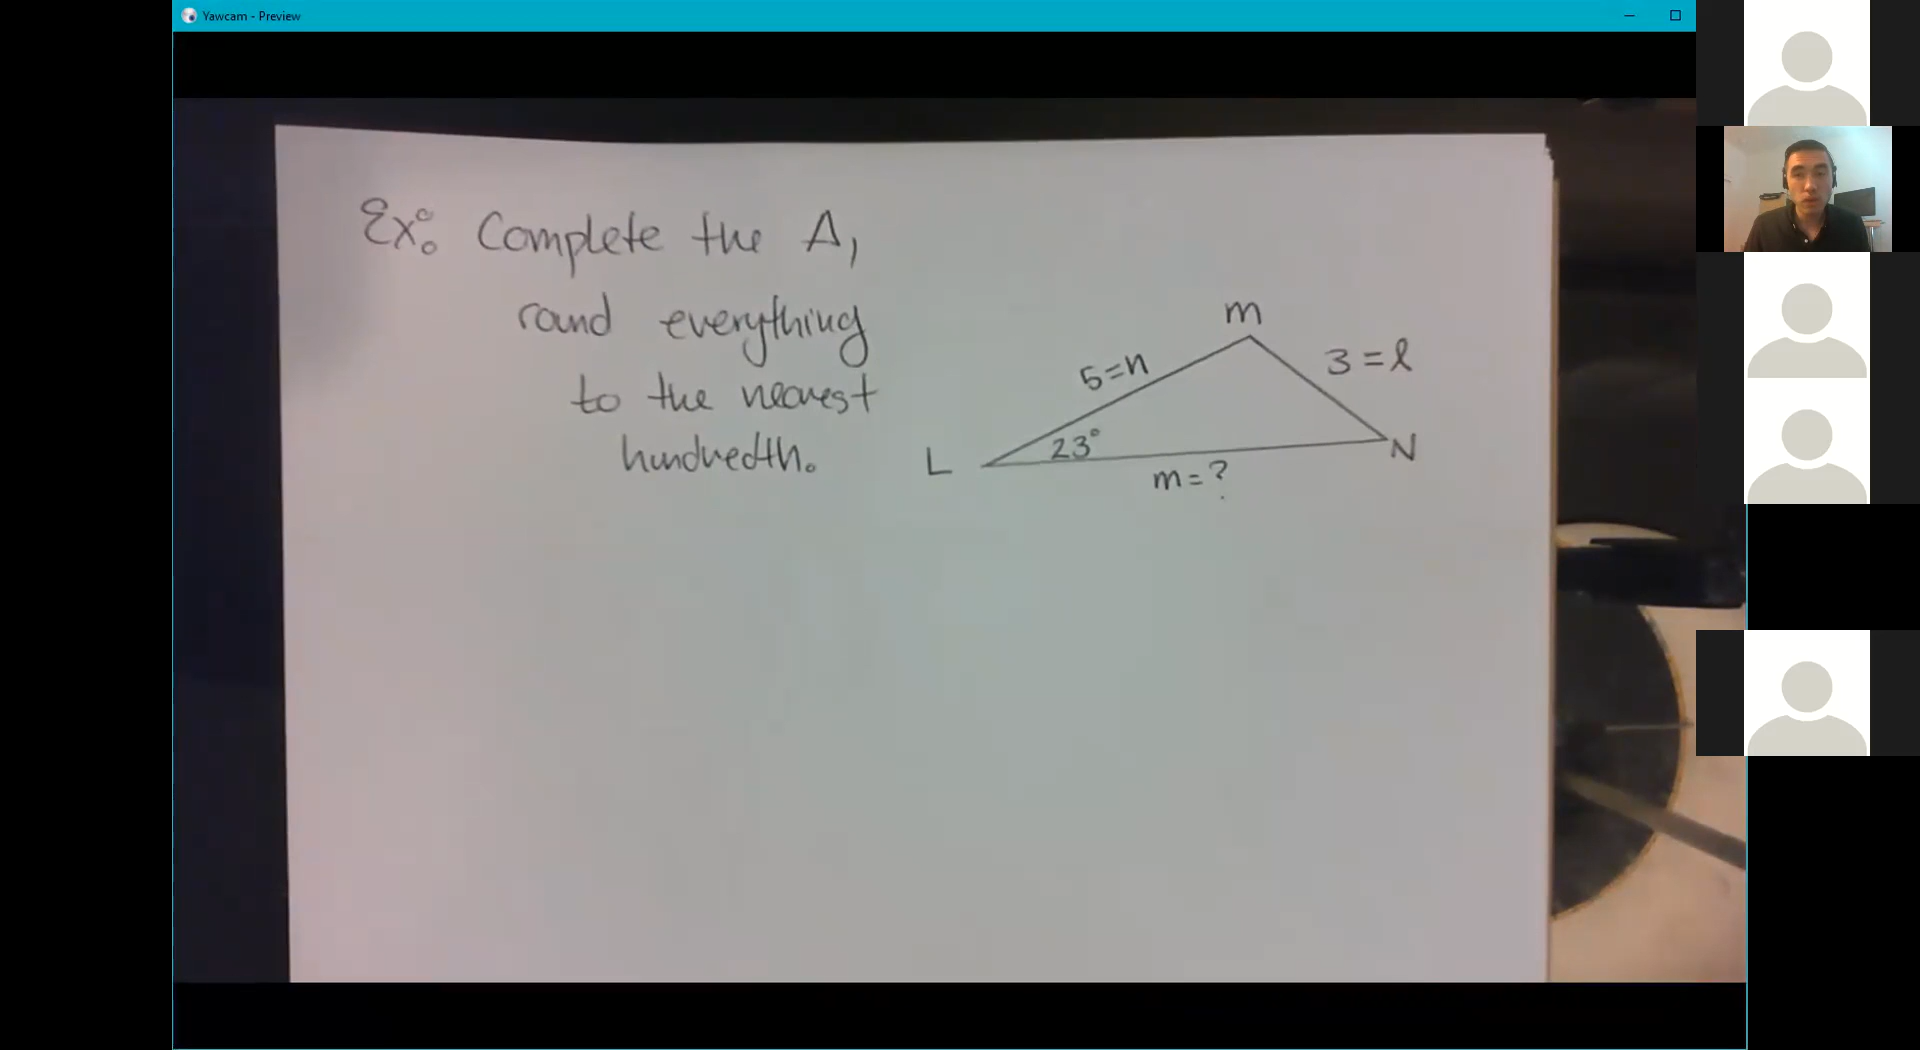 Yawcam - Preview
Ex: Complete the Δ,
round everything
to the nearest
hundredth.
M
5=n
3=l
23°
L
N
m=?